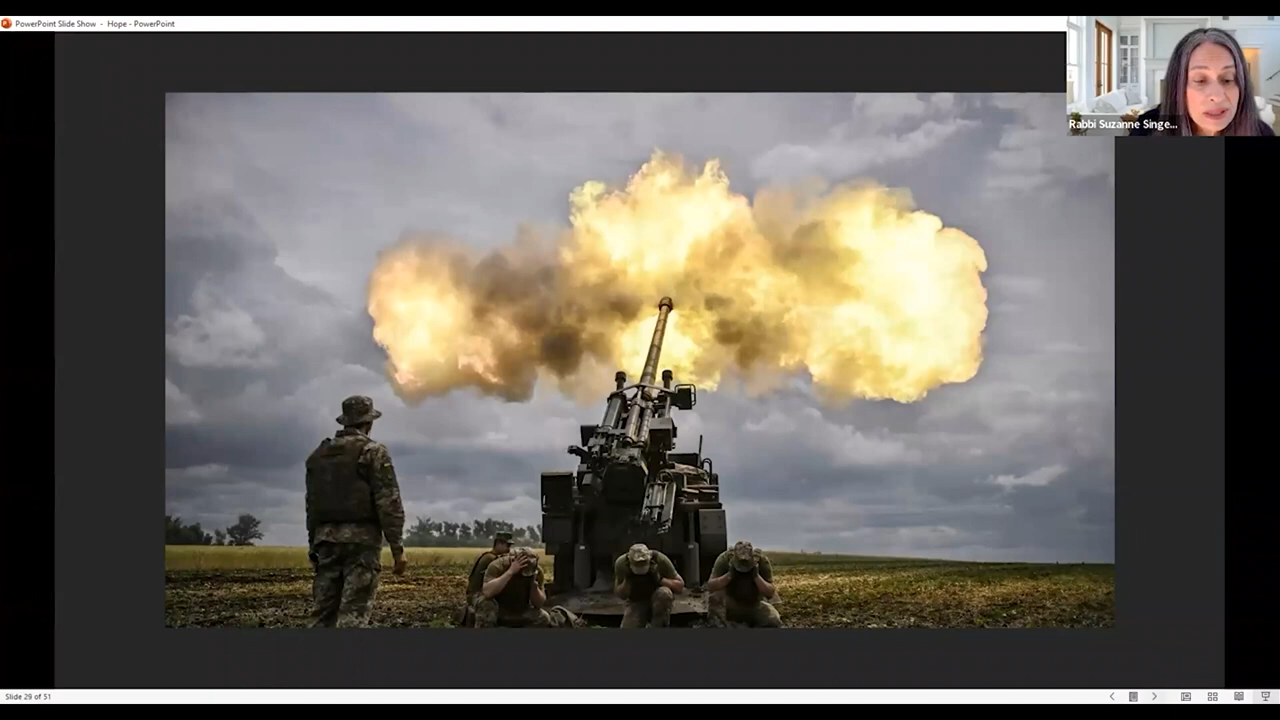 PowerPoint Slide Show - Hope - PowerPoint
Rabbi Suzanne Singe...
Slide 29 of 51